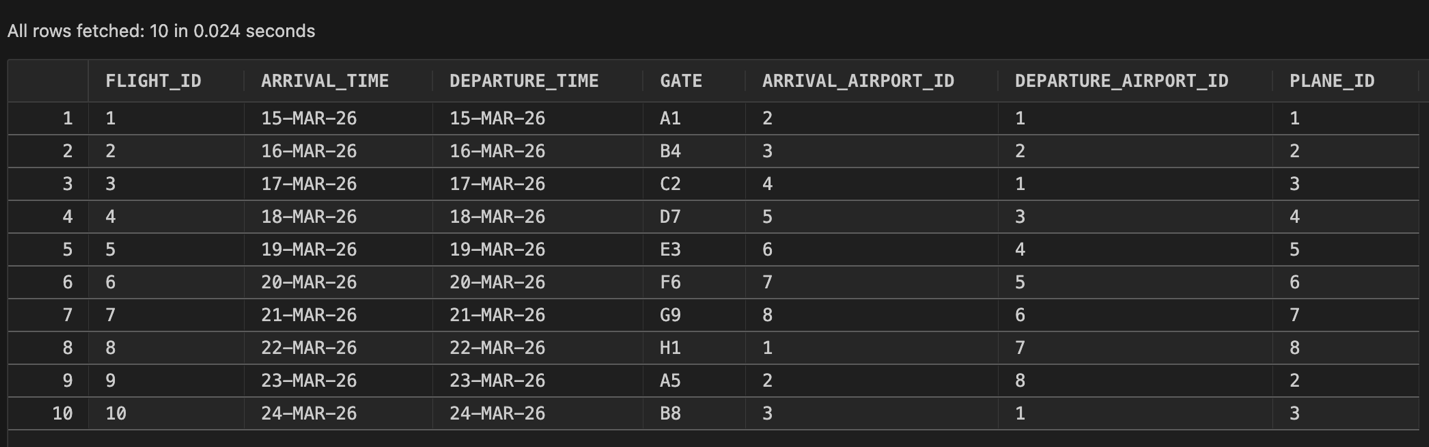 All rows fetched: 10 in 0.024 seconds
FLIGHT_ID ARRIVAL_TIME DEPARTURE_TIME GATE ARRIVAL_AIRPORT_ID DEPARTURE_AIRPORT_ID PLANE_ID
1 1 15-MAR-26 15-MAR-26 A1 2 1 1
2 2 16-MAR-26 16-MAR-26 B4 3 2 2
3 3 17-MAR-26 17-MAR-26 C2 4 1 3
4 4 18-MAR-26 18-MAR-26 D7 5 3 4
5 5 19-MAR-26 19-MAR-26 E3 6 4 5
6 6 20-MAR-26 20-MAR-26 F6 7 5 6
7 7 21-MAR-26 21-MAR-26 G9 8 6 7
8 8 22-MAR-26 22-MAR-26 H1 1 7 8
9 9 23-MAR-26 23-MAR-26 A5 2 8 2
10 10 24-MAR-26 24-MAR-26 B8 3 1 3